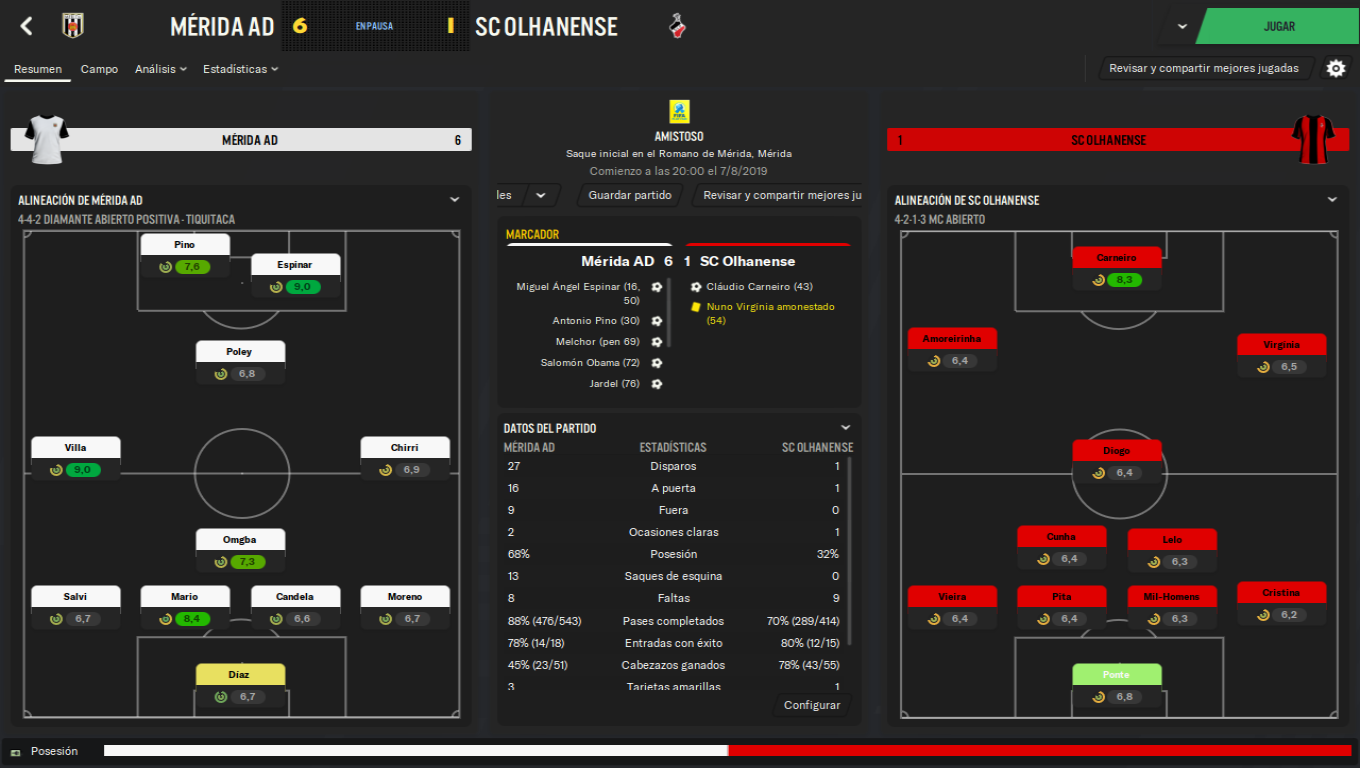 MÉRIDA AD 6 EN PAUSA 1 SC OLHANENSE
JUGAR
Resumen Campo Análisis Estadísticas
Revisar y compartir mejores jugadas
MÉRIDA AD 6
ALINEACIÓN DE MÉRIDA AD
4-4-2 DIAMANTE ABIERTO POSITIVA - TIQUITACA
Pino
7,6
Espinar
9,0
Poley
6,8
Villa
9,0
Chirri
6,9
Omgba
7,3
Salvi
6,7
Mario
8,4
Candela
6,6
Moreno
6,7
Díaz
6,7
FIFA
AMISTOSO
Saque inicial en el Romano de Mérida, Mérida
Comienzo a las 20:00 el 7/8/2019
les
Guardar partido
Revisar y compartir mejores ju
MARCADOR
Mérida AD 6 1 SC Olhanense
Miguel Ángel Espinar (16,
50)
Antonio Pino (30)
Melchor (pen 69)
Salomón Obama (72)
Jardel (76)
Cláudio Carneiro (43)
Nuno Virgínia amonestado
(54)
DATOS DEL PARTIDO
MÉRIDA AD ESTADÍSTICAS SC OLHANENSE
27 Disparos 1
16 A puerta 1
9 Fuera 0
2 Ocasiones claras 1
68% Posesión 32%
13 Saques de esquina 0
8 Faltas 9
88% (476/543) Pases completados 70% (289/414)
78% (14/18) Entradas con éxito 80% (12/15)
45% (23/51) Cabezazos ganados 78% (43/55)
3 Tarjetas amarillas 1
Configurar
1 SC OLHANENSE
ALINEACIÓN DE SC OLHANENSE
4-2-1-3 MC ABIERTO
Carneiro
8,3
Amoreirinha
6,4
Virgínia
6,5
Diogo
6,4
Cunha
6,4
Lelo
6,3
Vieira
6,4
Pita
6,4
Mil-Homens
6,3
Cristina
6,2
Ponte
6,8
Posesión